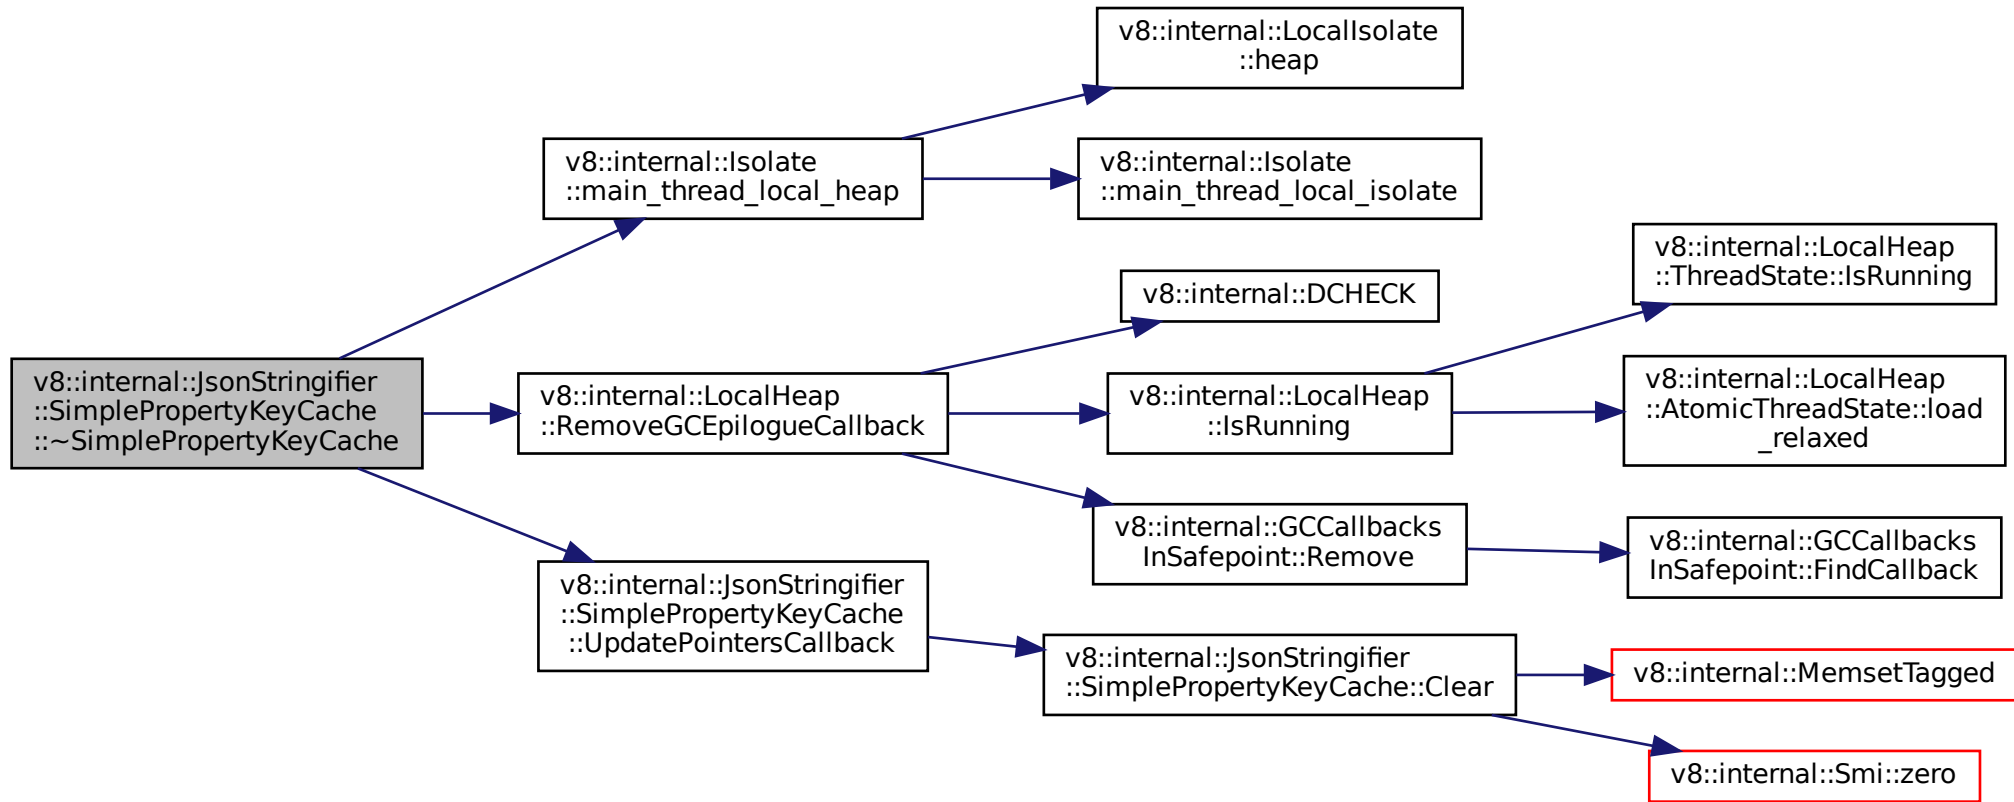 v8::internal::LocalIsolate
::heap
v8::internal::Isolate
::main_thread_local_heap
v8::internal::Isolate
::main_thread_local_isolate
v8::internal::LocalHeap
::ThreadState::IsRunning
v8::internal::DCHECK
v8::internal::JsonStringifier
::SimplePropertyKeyCache
::~SimplePropertyKeyCache
v8::internal::LocalHeap
::RemoveGCEpilogueCallback
v8::internal::LocalHeap
::IsRunning
v8::internal::LocalHeap
::AtomicThreadState::load
_relaxed
v8::internal::GCCallbacks
InSafepoint::Remove
v8::internal::GCCallbacks
InSafepoint::FindCallback
v8::internal::JsonStringifier
::SimplePropertyKeyCache
::UpdatePointersCallback
v8::internal::JsonStringifier
::SimplePropertyKeyCache::Clear
v8::internal::MemsetTagged
v8::internal::Smi::zero